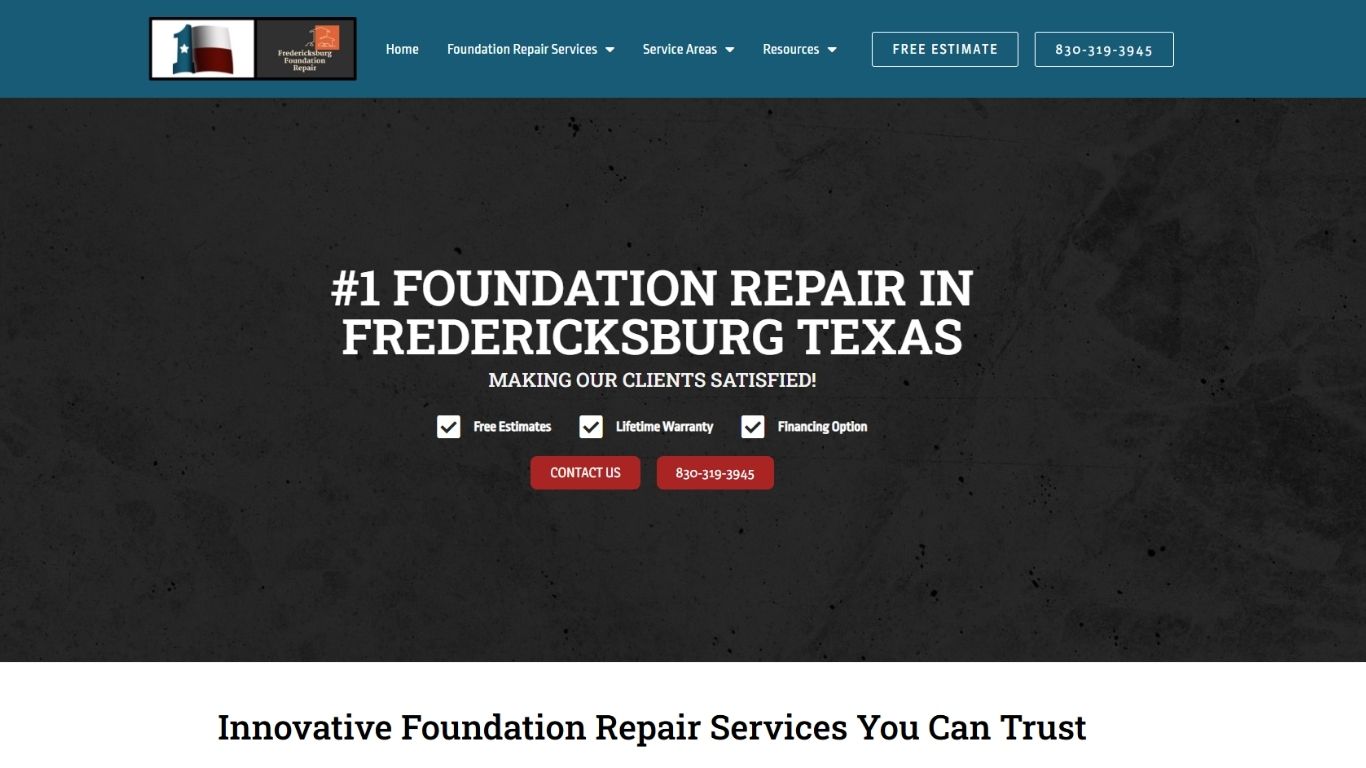 1
Fredericksburg
Foundation
Repair
Home
Foundation Repair Services
Service Areas
Resources
FREE ESTIMATE
830-319-3945
#1 FOUNDATION REPAIR IN
FREDERICKSBURG TEXAS
MAKING OUR CLIENTS SATISFIED!
Free Estimates
Lifetime Warranty
Financing Option
CONTACT US
830-319-3945
Innovative Foundation Repair Services You Can Trust